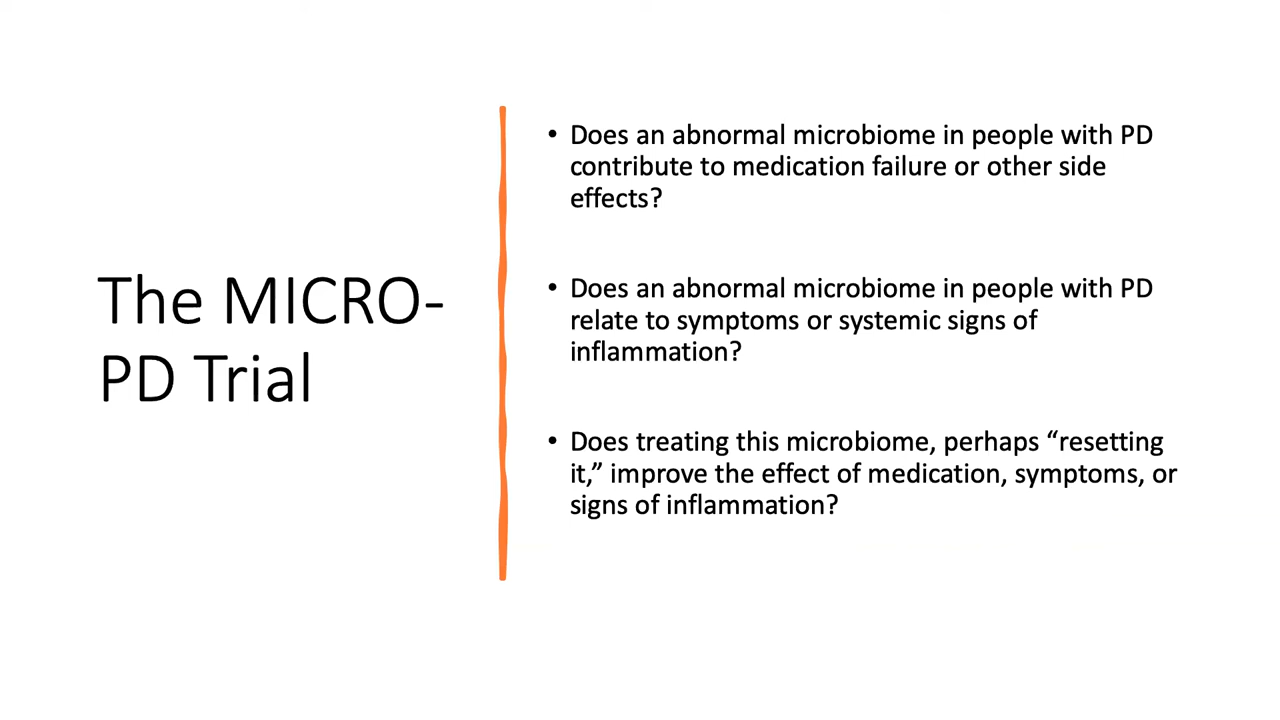 The MICRO-
PD Trial
• Does an abnormal microbiome in people with PD
contribute to medication failure or other side
effects?
• Does an abnormal microbiome in people with PD
relate to symptoms or systemic signs of
inflammation?
• Does treating this microbiome, perhaps “resetting
it,” improve the effect of medication, symptoms, or
signs of inflammation?